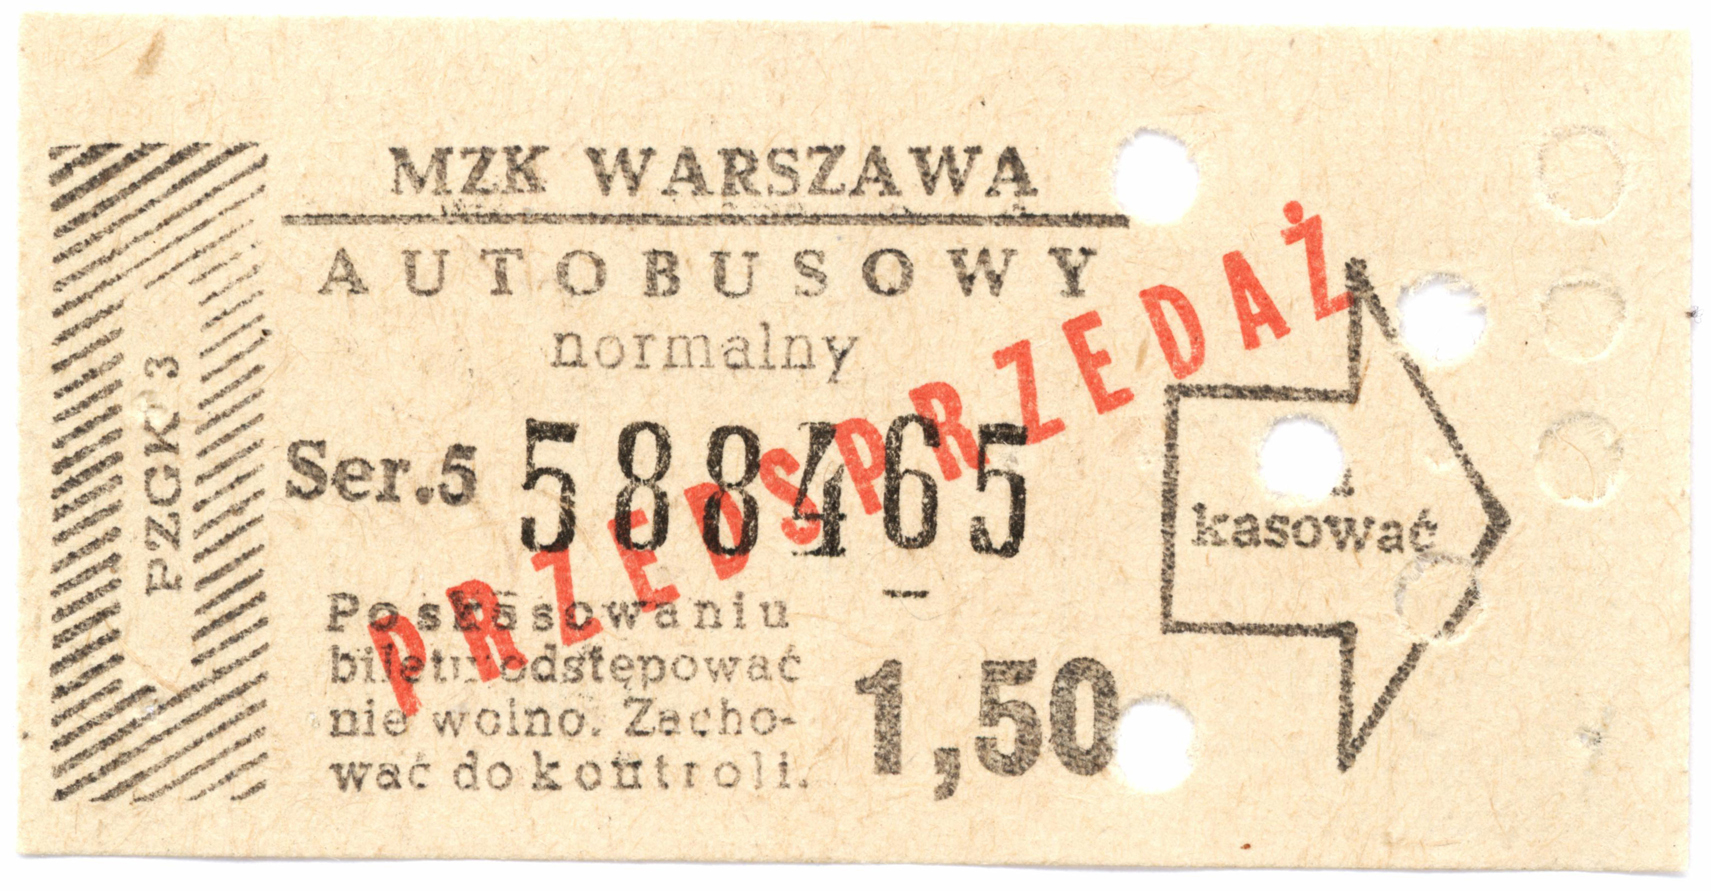 MZK WARSZAWA
AUTOBUSOWY
normalny
Ser.5 588465
PRZEDSPRZEDAŻ
Po skasowaniu
biletu odstępować
nie wolno. Zacho-
wać do kontroli.
1,50
kasować
PZGK 3